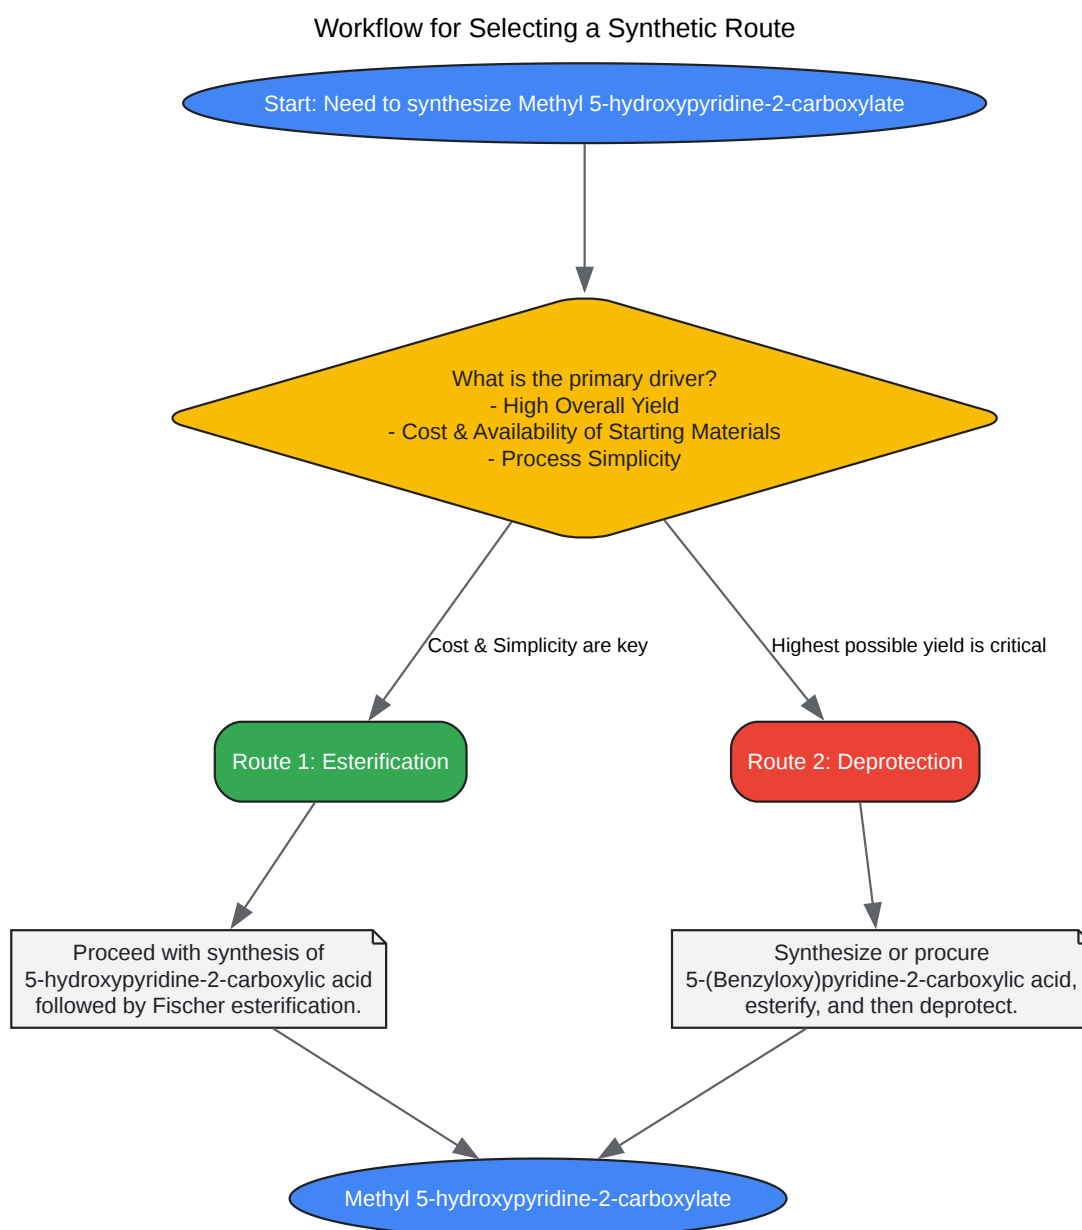 Workflow for Selecting a Synthetic Route
Start: Need to synthesize Methyl 5-hydroxypyridine-2-carboxylate
What is the primary driver?
- High Overall Yield
- Cost & Availability of Starting Materials
- Process Simplicity
Cost & Simplicity are key
Highest possible yield is critical
Route 1: Esterification
Route 2: Deprotection
Proceed with synthesis of
5-hydroxypyridine-2-carboxylic acid
followed by Fischer esterification.
Synthesize or procure
5-(Benzyloxy)pyridine-2-carboxylic acid,
esterify, and then deprotect.
Methyl 5-hydroxypyridine-2-carboxylate